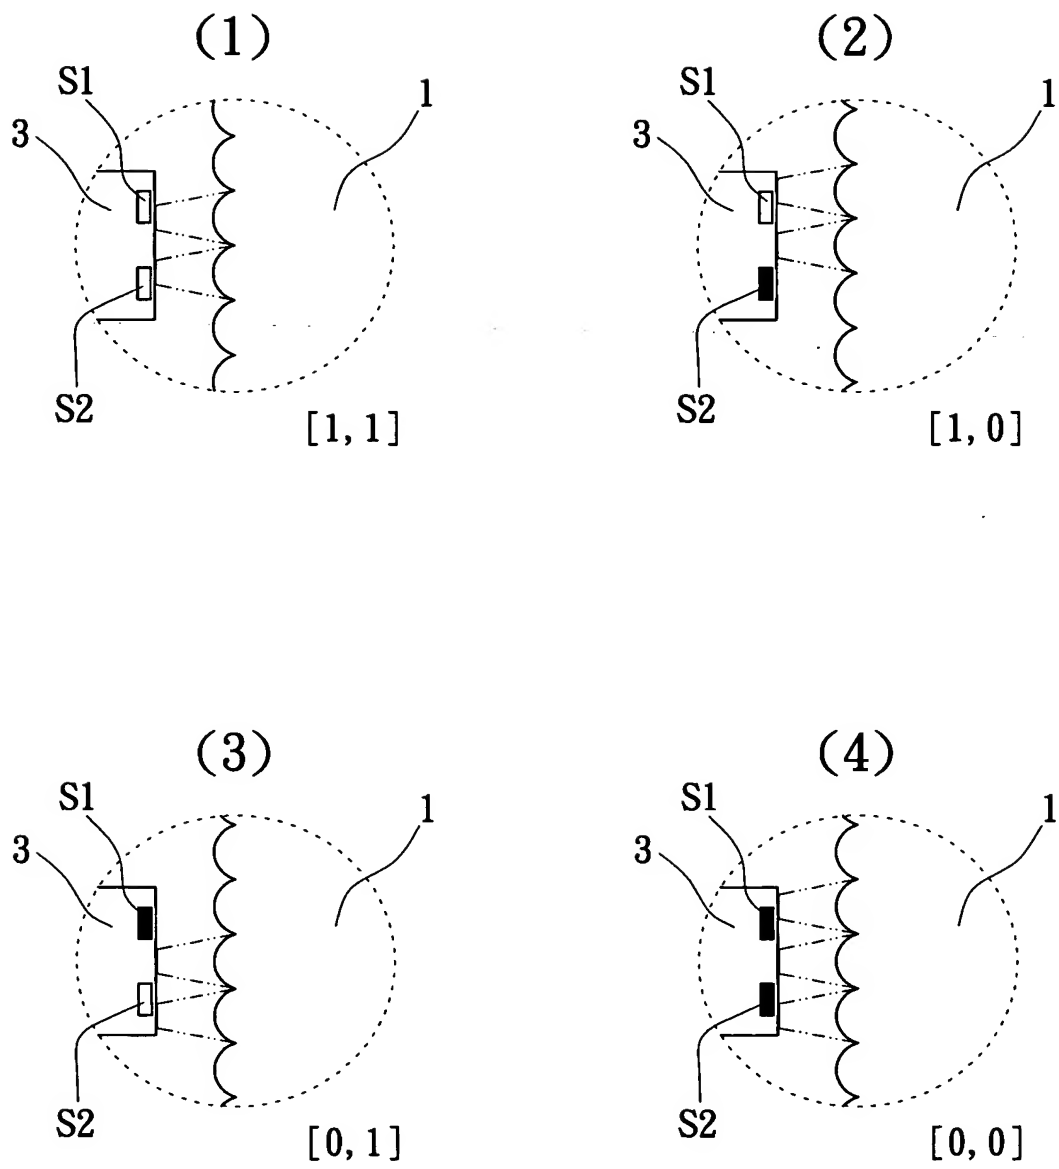 (1)
S1
1
3
S2
[1,1]
(2)
S1
1
3
S2
[1,0]
(3)
S1
1
3
S2
[0,1]
(4)
S1
1
3
S2
[0,0]